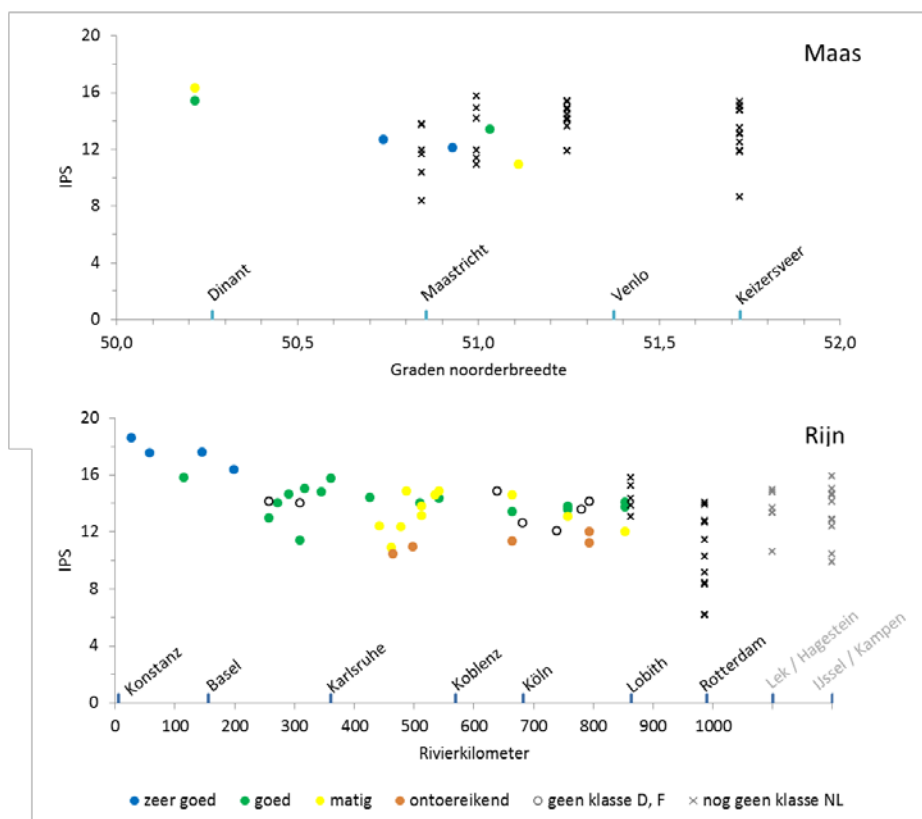 Maas
20
16
12
8
4
0
IPS
Dinant
Maastricht
Venlo
Keizersveer
50,0 50,5 51,0 51,5 52,0
Graden noorderbreedte
Rijn
20
16
12
8
4
0
IPS
Konstanz
Basel
Karlsruhe
Koblenz
Köln
Lobith
Rotterdam
Lek / Hagestein
IJssel / Kampen
0 100 200 300 400 500 600 700 800 900 1000
Rivierkilometer
zeer goed goed matig ontoereikend geen klasse D, F nog geen klasse NL